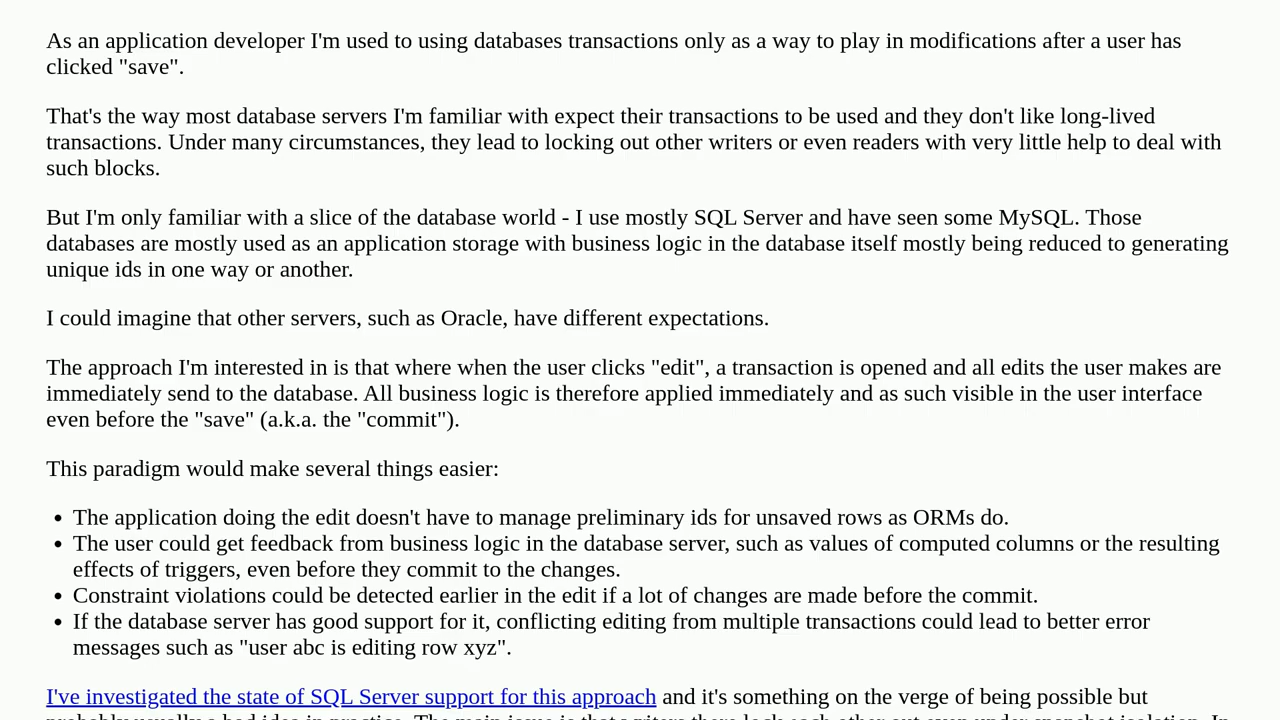 As an application developer I'm used to using databases transactions only as a way to play in modifications after a user has
clicked "save".
That's the way most database servers I'm familiar with expect their transactions to be used and they don't like long-lived
transactions. Under many circumstances, they lead to locking out other writers or even readers with very little help to deal with
such blocks.
But I'm only familiar with a slice of the database world - I use mostly SQL Server and have seen some MySQL. Those
databases are mostly used as an application storage with business logic in the database itself mostly being reduced to generating
unique ids in one way or another.
I could imagine that other servers, such as Oracle, have different expectations.
The approach I'm interested in is that where when the user clicks "edit", a transaction is opened and all edits the user makes are
immediately send to the database. All business logic is therefore applied immediately and as such visible in the user interface
even before the "save" (a.k.a. the "commit").
This paradigm would make several things easier:
• The application doing the edit doesn't have to manage preliminary ids for unsaved rows as ORMs do.
• The user could get feedback from business logic in the database server, such as values of computed columns or the resulting
effects of triggers, even before they commit to the changes.
• Constraint violations could be detected earlier in the edit if a lot of changes are made before the commit.
• If the database server has good support for it, conflicting editing from multiple transactions could lead to better error
messages such as "user abc is editing row xyz".
I've investigated the state of SQL Server support for this approach and it's something on the verge of being possible but